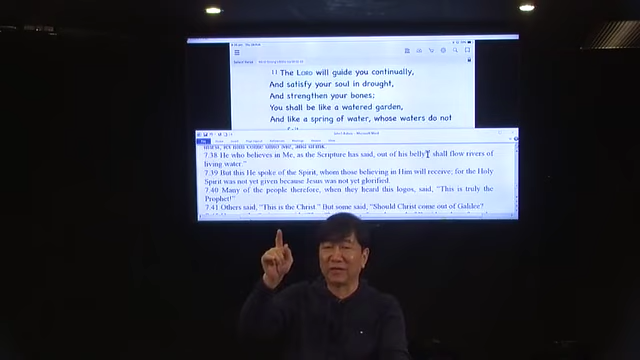 11 The LORD will guide you continually,
And satisfy your soul in drought,
And strengthen your bones;
You shall be like a watered garden,
And like a spring of water, whose waters do not
7.38 He who believes in Me, as the Scripture has said, out of his belly shall flow rivers of
living water."
7.39 But this He spoke of the Spirit, whom those believing in Him will receive; for the Holy
Spirit was not yet given because Jesus was not yet glorified.
7.40 Many of the people therefore, when they heard this logos, said, "This is truly the
Prophet!"
7.41 Others said, "This is the Christ." But some said, "Should Christ come out of Galilee?